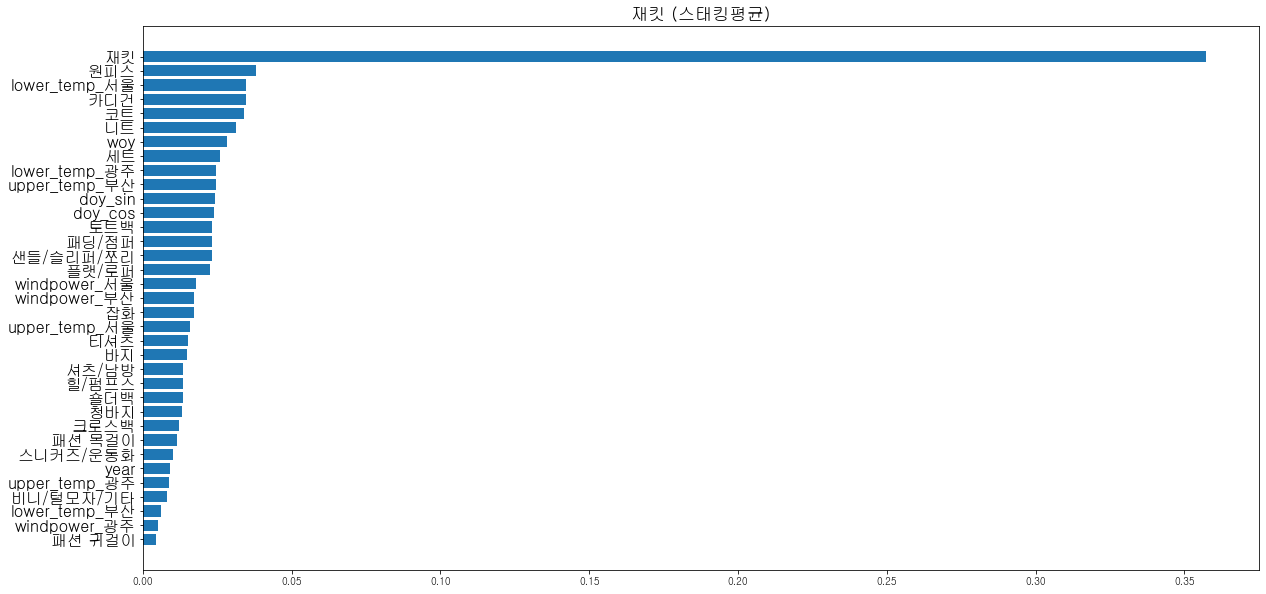 재킷 (스태킹평균)
재킷
원피스
lower_temp_서울
카디건
코트
니트
woy
세트
lower_temp_광주
upper_temp_부산
doy_sin
doy_cos
토트백
패딩/점퍼
샌들/슬리퍼/쪼리
플랫/로퍼
windpower_서울
windpower_부산
잡화
upper_temp_서울
티셔츠
바지
셔츠/남방
힐/펌프스
숄더백
청바지
크로스백
패션 목걸이
스니커즈/운동화
year
upper_temp_광주
비니/털모자/기타
lower_temp_부산
windpower_광주
패션 귀걸이
0.00 0.05 0.10 0.15 0.20 0.25 0.30 0.35